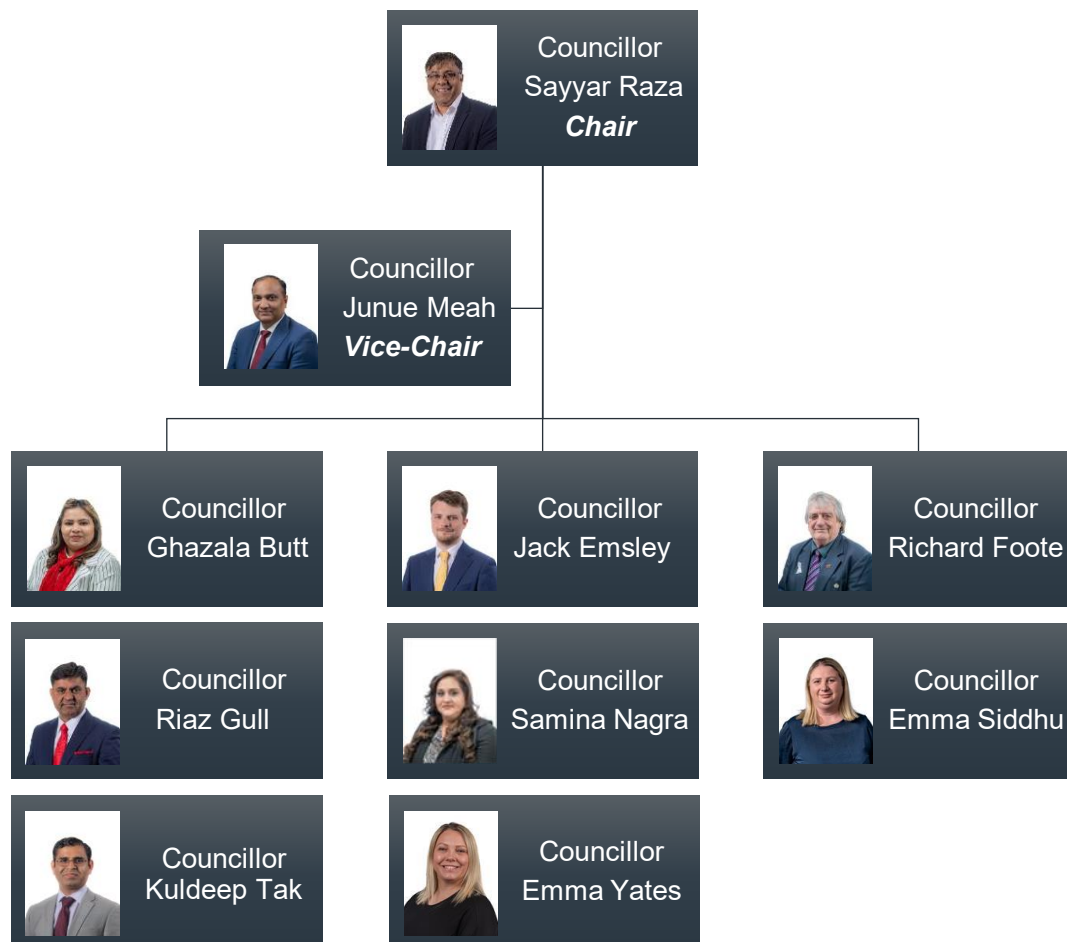 Councillor
Sayyar Raza
Chair
Councillor
Junue Meah
Vice-Chair
Councillor
Ghazala Butt
Councillor
Jack Emsley
Councillor
Richard Foote
Councillor
Riaz Gull
Councillor
Samina Nagra
Councillor
Emma Siddhu
Councillor
Kuldeep Tak
Councillor
Emma Yates